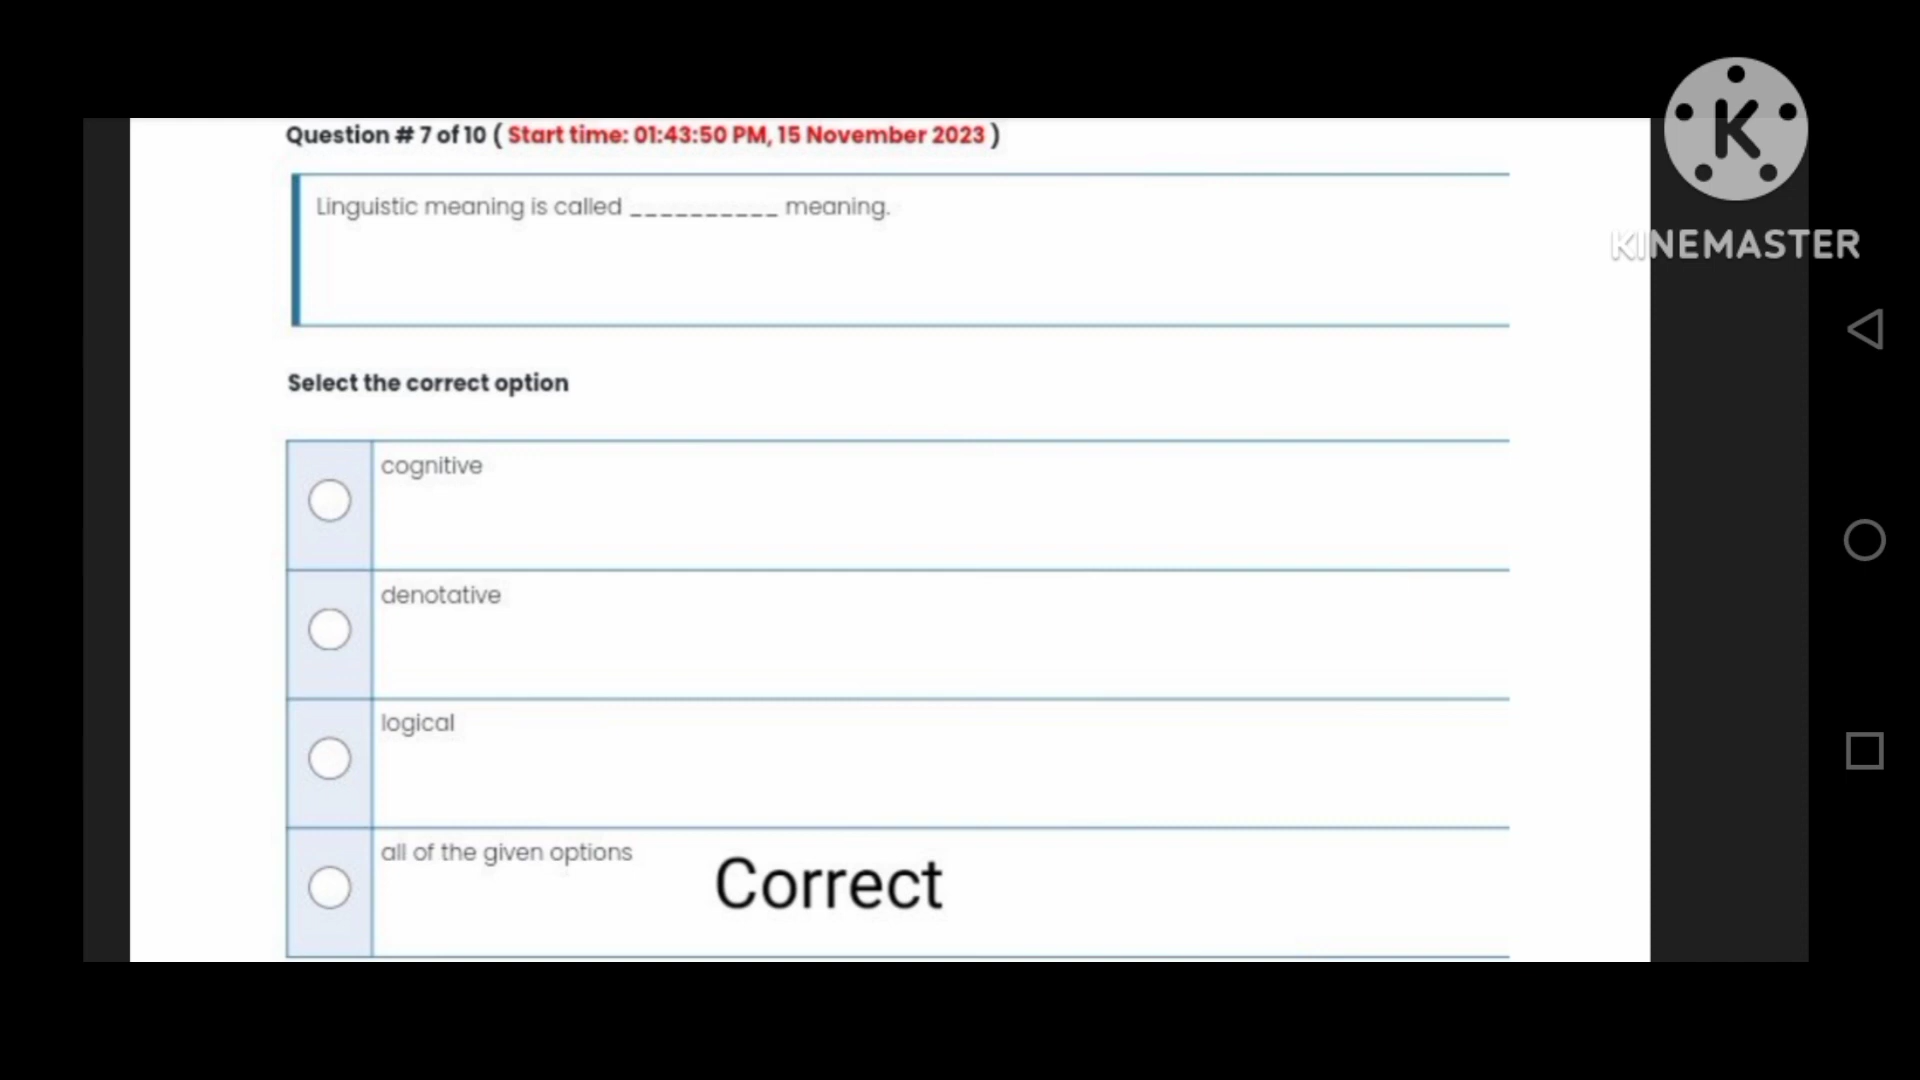 Question # 7 of 10 ( Start time: 01:43:50 PM, 15 November 2023 )
Linguistic meaning is called __________ meaning.
Select the correct option
cognitive
denotative
logical
all of the given options
Correct
K
KINEMASTER